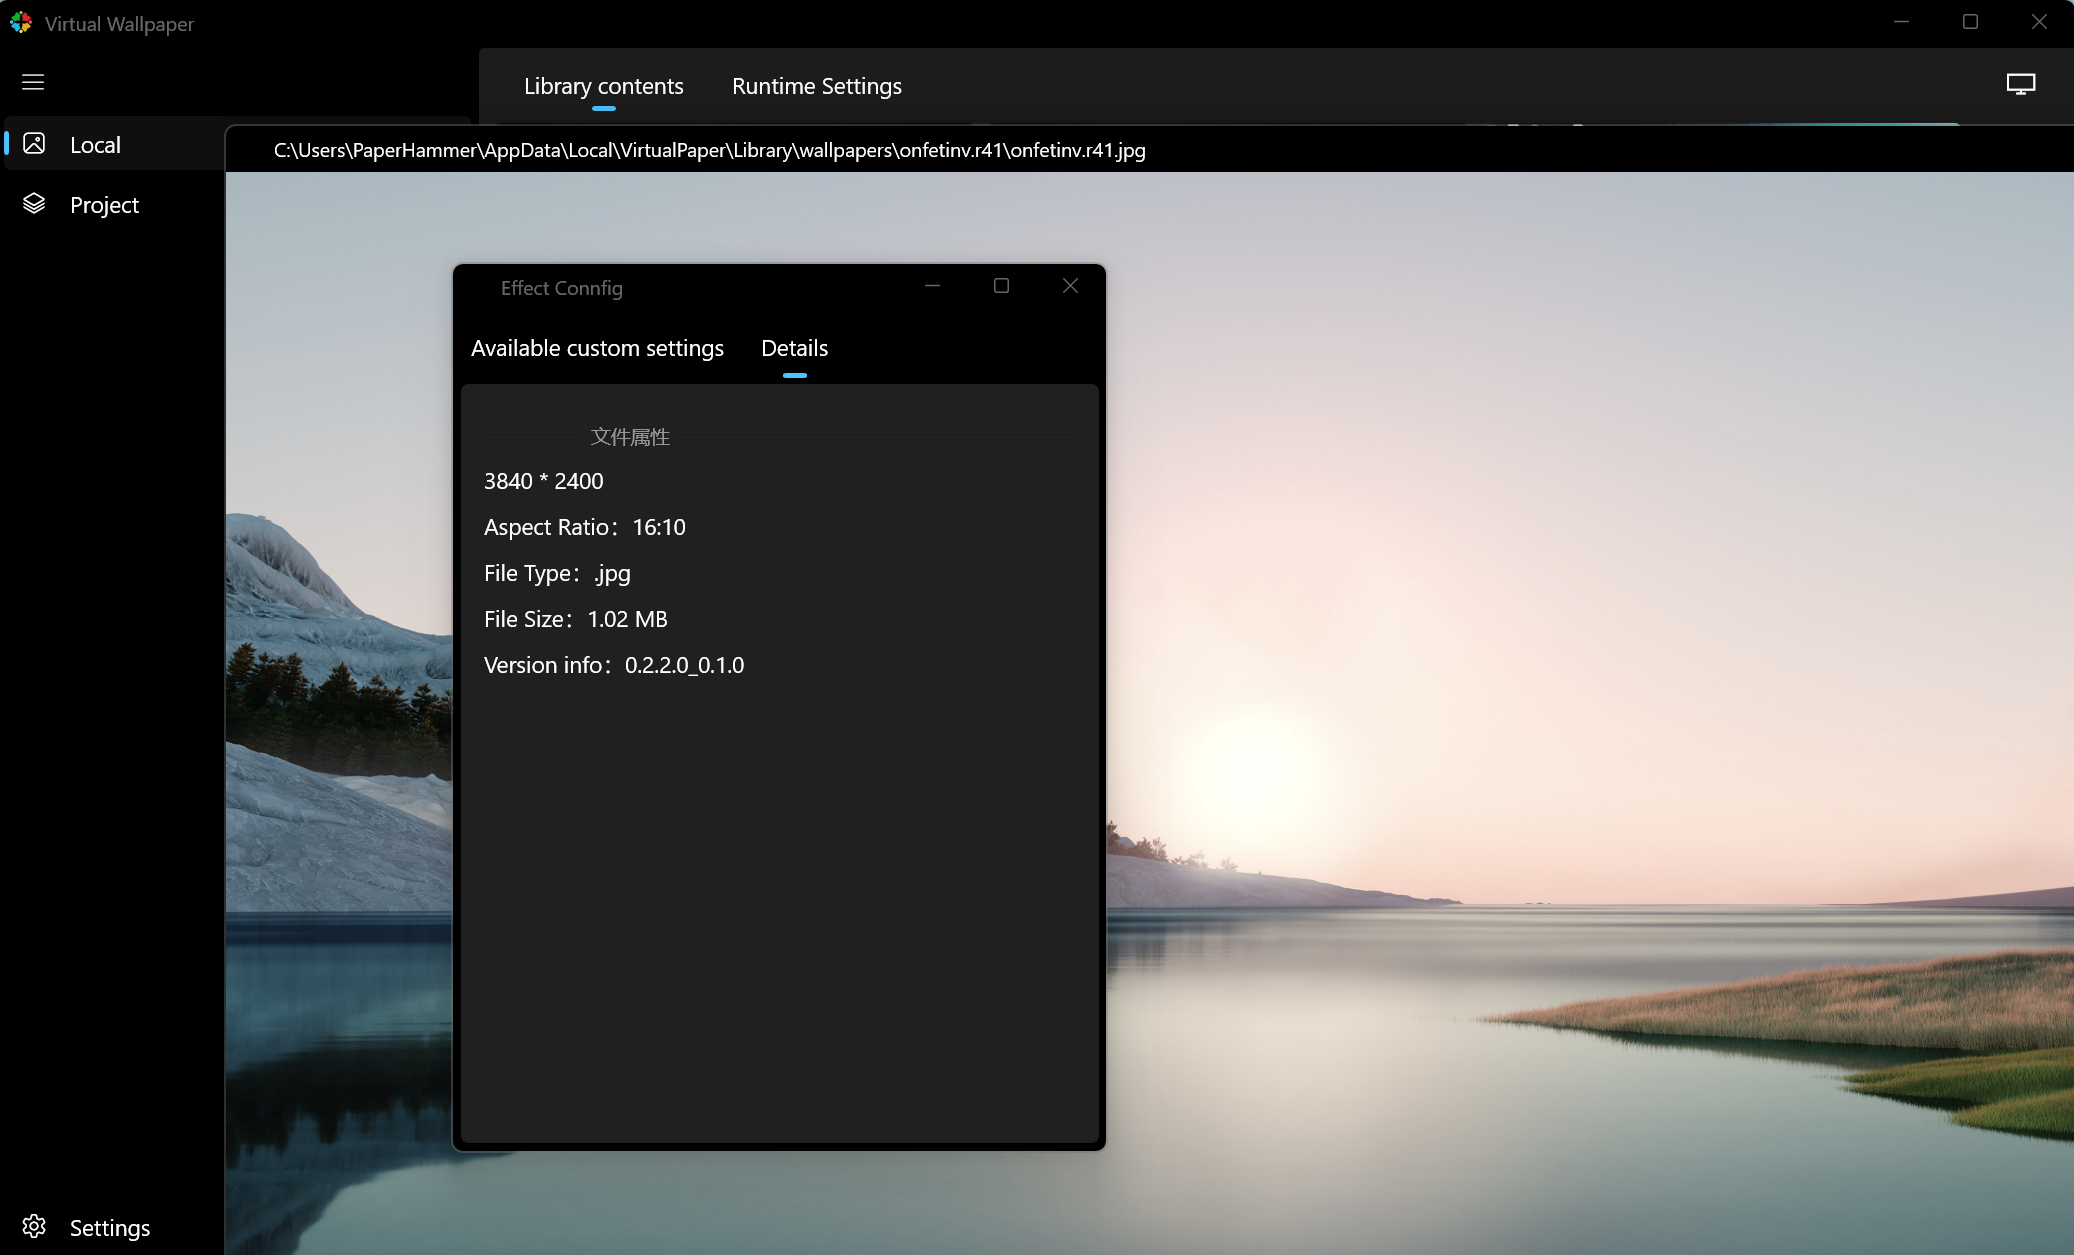 Virtual Wallpaper
Library contents
Runtime Settings
Local
C:\Users\PaperHammer\AppData\Local\VirtualPaper\Library\wallpapers\onfetinv.r41\onfetinv.r41.jpg
Project
Effect Connfig
Available custom settings
Details
文件属性
3840 * 2400
Aspect Ratio：16:10
File Type：.jpg
File Size：1.02 MB
Version info：0.2.2.0_0.1.0
Settings